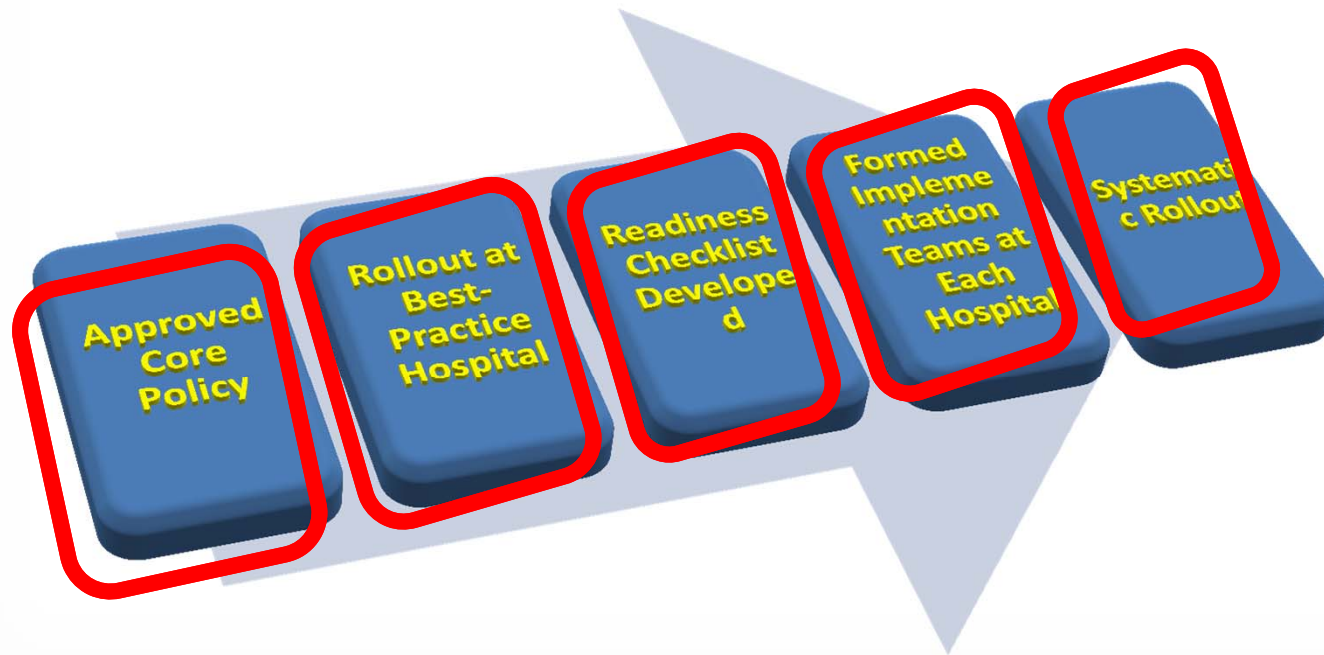 Approved
Core
Policy
Rollout at
Best-
Practice
Hospital
Readiness
Checklist
Develope
d
Formed
Impleme
ntation
Teams at
Each
Hospital
Systemati
c Rollout